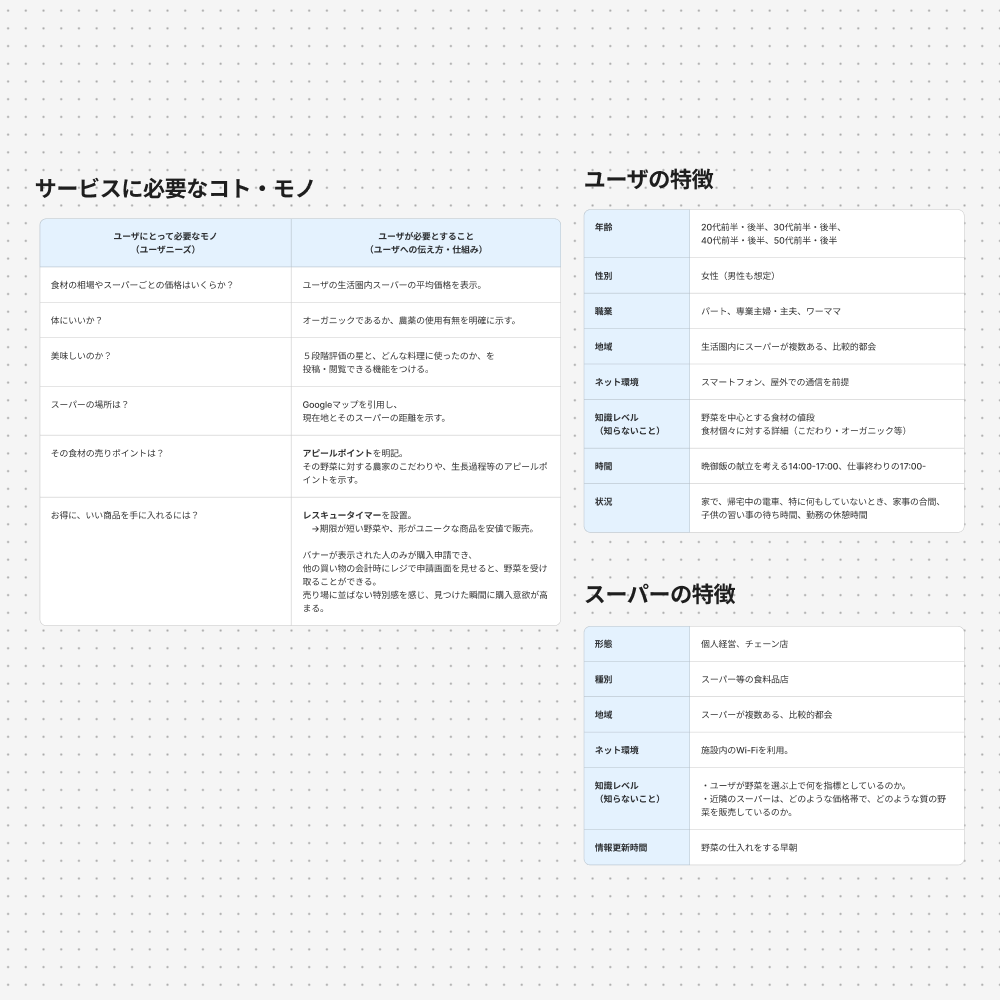 サービスに必要なコト・モノ
ユーザにとって必要なモノ
（ユーザニーズ）
ユーザが必要とすること
（ユーザへの伝え方・仕組み）
食材の相場やスーパーごとの価格はいくらか？
ユーザの生活圏内スーパーの平均価格を表示。
体にいいか？
オーガニックであるか、農薬の使用有無を明確に示す。
美味しいのか？
５段階評価の星と、どんな料理に使ったのか、を
投稿・閲覧できる機能をつける。
スーパーの場所は？
Googleマップを引用し、
現在地とそのスーパーの距離を示す。
その食材の売りポイントは？
アピールポイントを明記。
その野菜に対する農家のこだわりや、生長過程等のアピールポ
イントを示す。
お得に、いい商品を手に入れるには？
レスキュータイマーを設置。
→期限が短い野菜や、形がユニークな商品を安値で販売。
バナーが表示された人のみが購入申請でき、
他の買い物の会計時にレジで申請画面を見せると、野菜を受け
取ることができる。
売り場に並ばない特別感を感じ、見つけた瞬間に購入意欲が高
まる。
ユーザの特徴
年齢
20代前半・後半、30代前半・後半、
40代前半・後半、50代前半・後半
性別
女性（男性も想定）
職業
パート、専業主婦・主夫、ワーママ
地域
生活圏内にスーパーが複数ある、比較的都会
ネット環境
スマートフォン、屋外での通信を前提
知識レベル
（知らないこと）
野菜を中心とする食材の値段
食材個々に対する詳細（こだわり・オーガニック等）
時間
晩御飯の献立を考える14:00-17:00、仕事終わりの17:00-
状況
家で、帰宅中の電車、特に何もしていないとき、家事の合間、
子供の習い事の待ち時間、勤務の休憩時間
スーパーの特徴
形態
個人経営、チェーン店
種別
スーパー等の食料品店
地域
スーパーが複数ある、比較的都会
ネット環境
施設内のWi-Fiを利用。
知識レベル
（知らないこと）
・ユーザが野菜を選ぶ上で何を指標としているのか。
・近隣のスーパーは、どのような価格帯で、どのような質の野
菜を販売しているのか。
情報更新時間
野菜の仕入れをする早朝